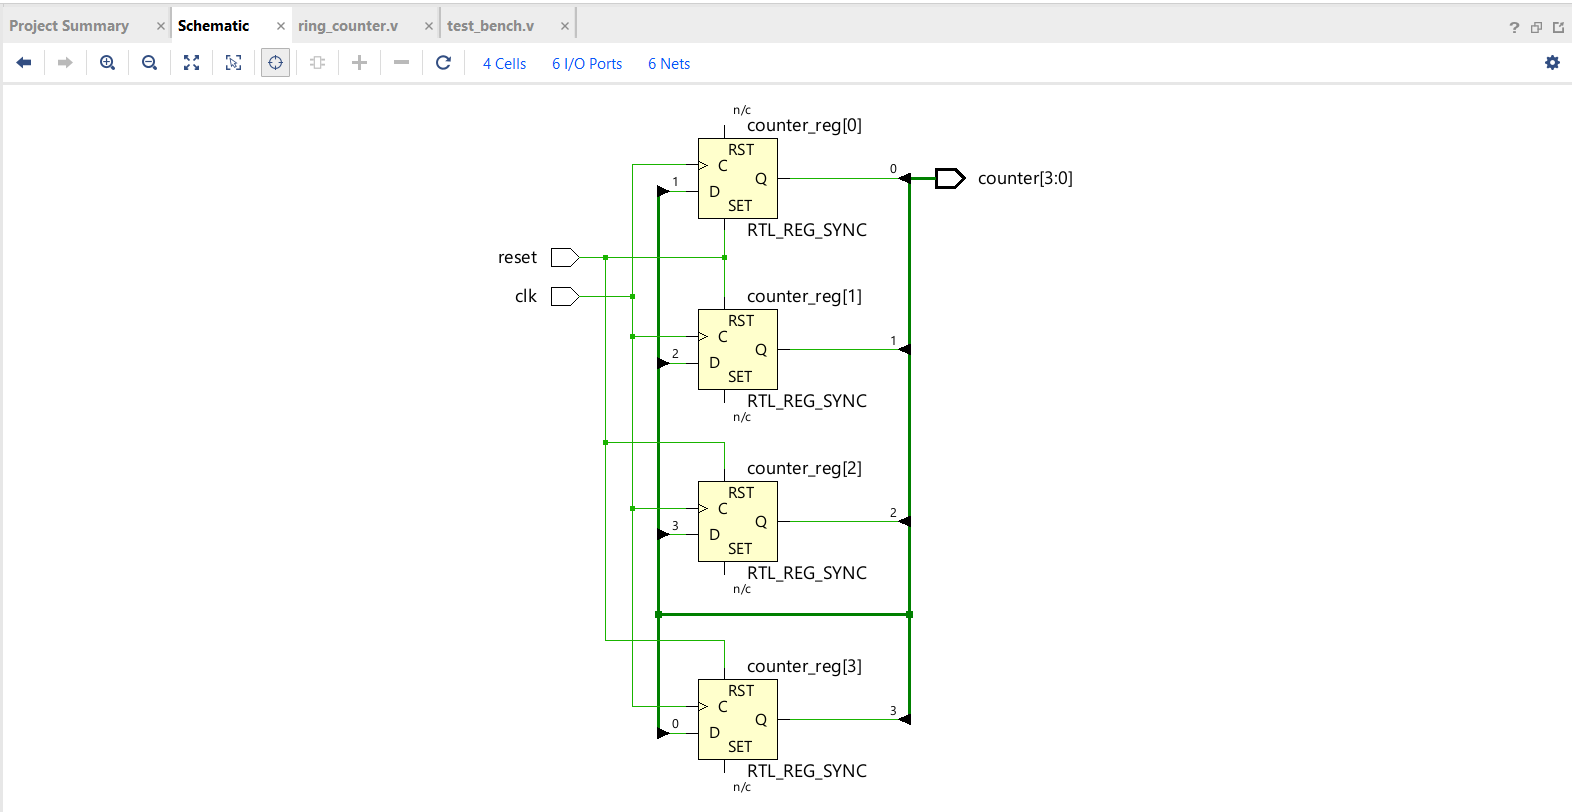 Project Summary × Schematic × ring_counter.v × test_bench.v × ?
4 Cells 6 I/O Ports 6 Nets
n/c
counter_reg[0]
RST
C
1 D Q 0 counter[3:0]
SET
RTL_REG_SYNC
reset
clk
counter_reg[1]
RST
C
2 D Q 1
SET
RTL_REG_SYNC
n/c
counter_reg[2]
RST
C
3 D Q 2
SET
RTL_REG_SYNC
n/c
counter_reg[3]
RST
C
0 D Q 3
SET
RTL_REG_SYNC
n/c